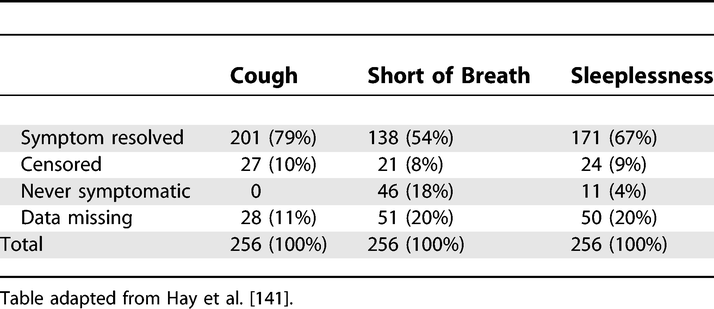 Cough Short of Breath Sleeplessness
Symptom resolved 201 (79%) 138 (54%) 171 (67%)
Censored 27 (10%) 21 (8%) 24 (9%)
Never symptomatic 0 46 (18%) 11 (4%)
Data missing 28 (11%) 51 (20%) 50 (20%)
Total 256 (100%) 256 (100%) 256 (100%)
Table adapted from Hay et al. [141].